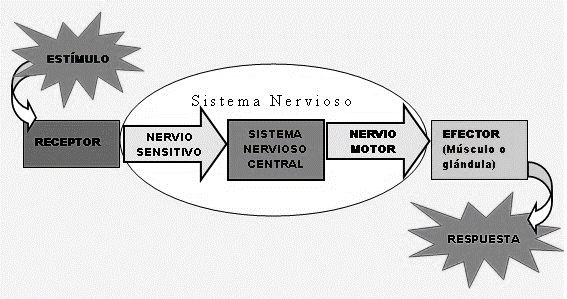 ESTÍMULO
Sistema Nervioso
RECEPTOR
NERVIO
SENSITIVO
SISTEMA
NERVIOSO
CENTRAL
NERVIO
MOTOR
EFECTOR
(Músculo o
glándula)
RESPUESTA